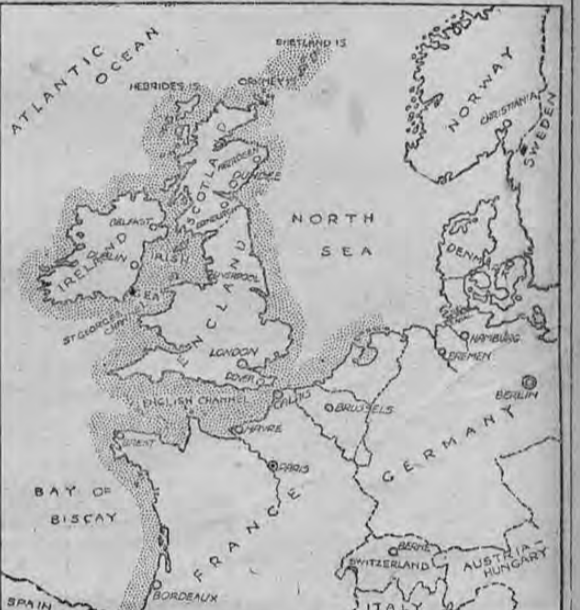 ATLANTIC OCEAN
SHETLAND IS.
ORKNEY IS.
HEBRIDES IS.
NORWAY
CHRISTIANIA
SWEDEN
SCOTLAND
ABERDEEN
DUNDEE
NORTH
SEA
DENMARK
BELFAST
DUBLIN
IRELAND
IRISH
SEA
LIVERPOOL
ST GEORGES
CHANNEL
ENGLAND
LONDON
DOVER
HAMBURG
BREMEN
BERLIN
ENGLISH CHANNEL
CALAIS
BRUSSELS
HAVRE
BREST
PARIS
GERMANY
BAY OF
BISCAY
FRANCE
BERNE
SWITZERLAND
AUSTRIA-
HUNGARY
BORDEAUX
SPAIN
ITALY